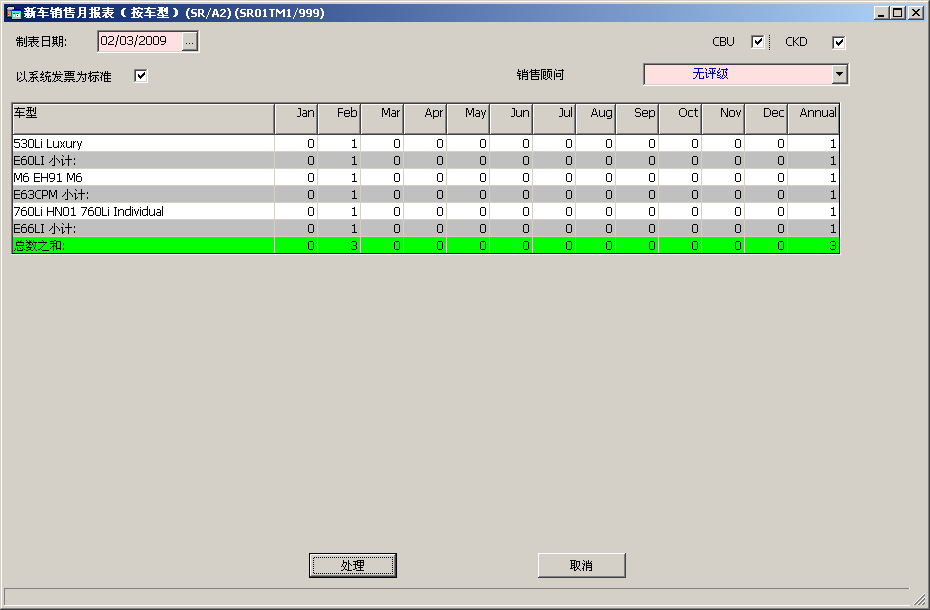 新车销售月报表（按车型）(SR/A2)(SR01TM1/999)
制表日期: 02/03/2009 ... CBU CKD
以系统发票为标准 销售顾问 无评级
车型 Jan Feb Mar Apr May Jun Jul Aug Sep Oct Nov Dec Annual
530Li Luxury 0 1 0 0 0 0 0 0 0 0 0 0 1
E60LI 小计: 0 1 0 0 0 0 0 0 0 0 0 0 1
M6 EH91 M6 0 1 0 0 0 0 0 0 0 0 0 0 1
E63CPM 小计: 0 1 0 0 0 0 0 0 0 0 0 0 1
760Li HN01 760Li Individual 0 1 0 0 0 0 0 0 0 0 0 0 1
E66LI 小计: 0 1 0 0 0 0 0 0 0 0 0 0 1
总数之和: 0 3 0 0 0 0 0 0 0 0 0 0 3
处理 取消